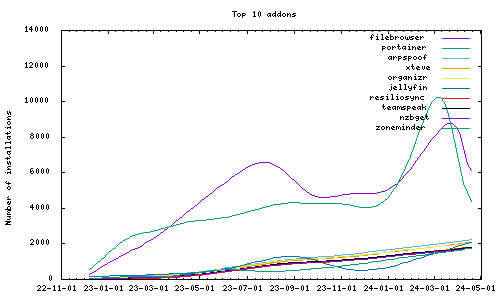 Top 10 addons
Number of installations
14000
12000
10000
8000
6000
4000
2000
0
filebrowser
portainer
arpspoof
xteve
organizr
jellyfin
resiliosync
teamspeak
nzbget
zoneminder
22-11-01 23-01-01 23-03-01 23-05-01 23-07-01 23-09-01 23-11-01 24-01-01 24-03-01 24-05-01